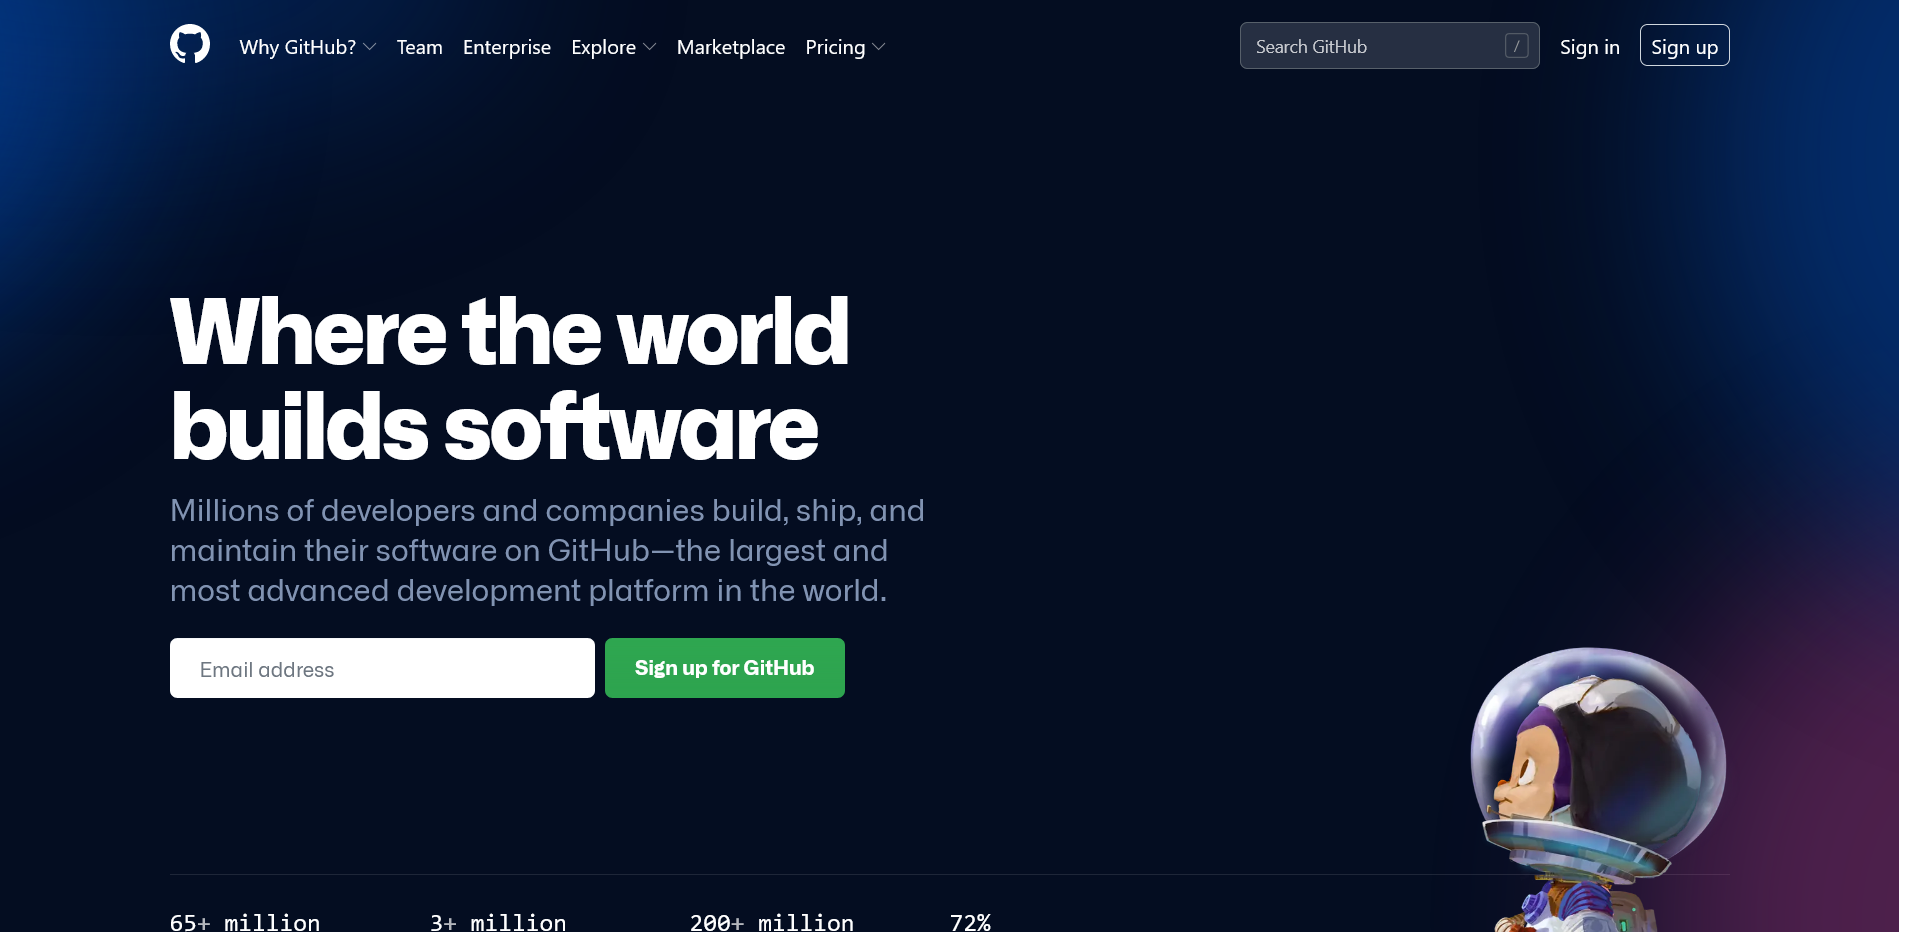 Why GitHub? Team Enterprise Explore Marketplace Pricing Search GitHub / Sign in Sign up
Where the world
builds software
Millions of developers and companies build, ship, and
maintain their software on GitHub—the largest and
most advanced development platform in the world.
Email address Sign up for GitHub
65+ million 3+ million 200+ million 72%